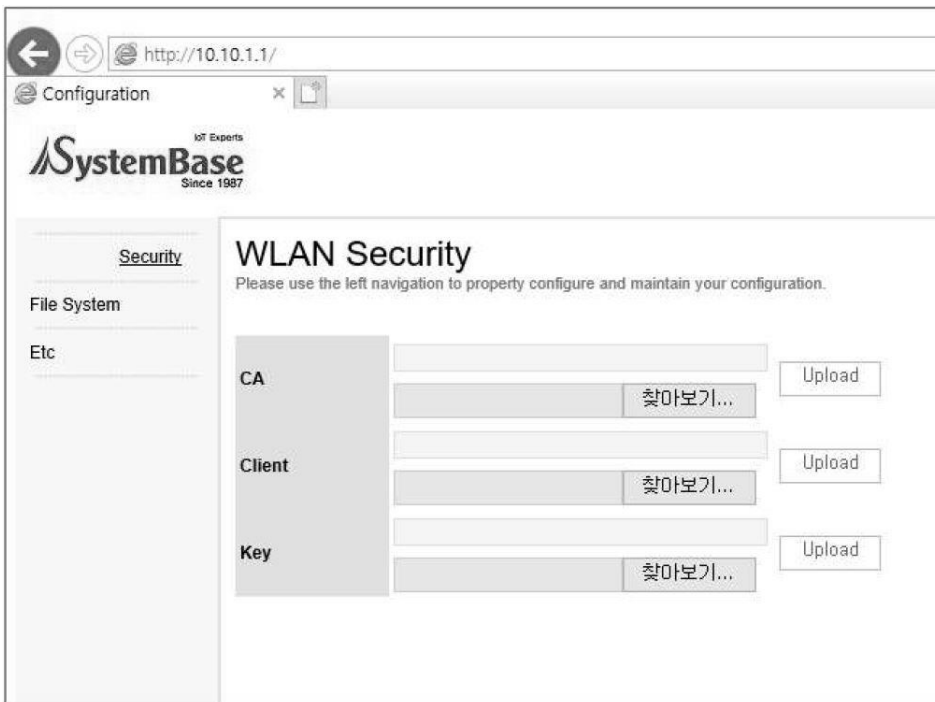 http://10.10.1.1/
Configuration
IoT Experts
SystemBase
Since 1987
Security
File System
Etc
WLAN Security
Please use the left navigation to property configure and maintain your configuration.
CA
찾아보기...
Upload
Client
찾아보기...
Upload
Key
찾아보기...
Upload